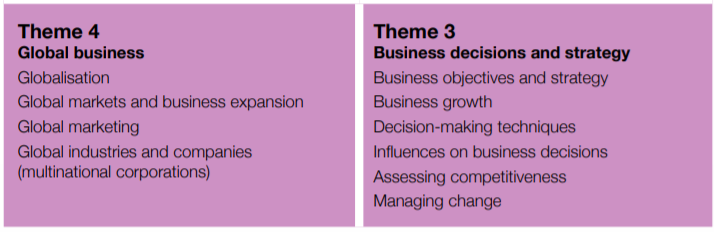 Theme 4
Global business
Globalisation
Global markets and business expansion
Global marketing
Global industries and companies
(multinational corporations)
Theme 3
Business decisions and strategy
Business objectives and strategy
Business growth
Decision-making techniques
Influences on business decisions
Assessing competitiveness
Managing change